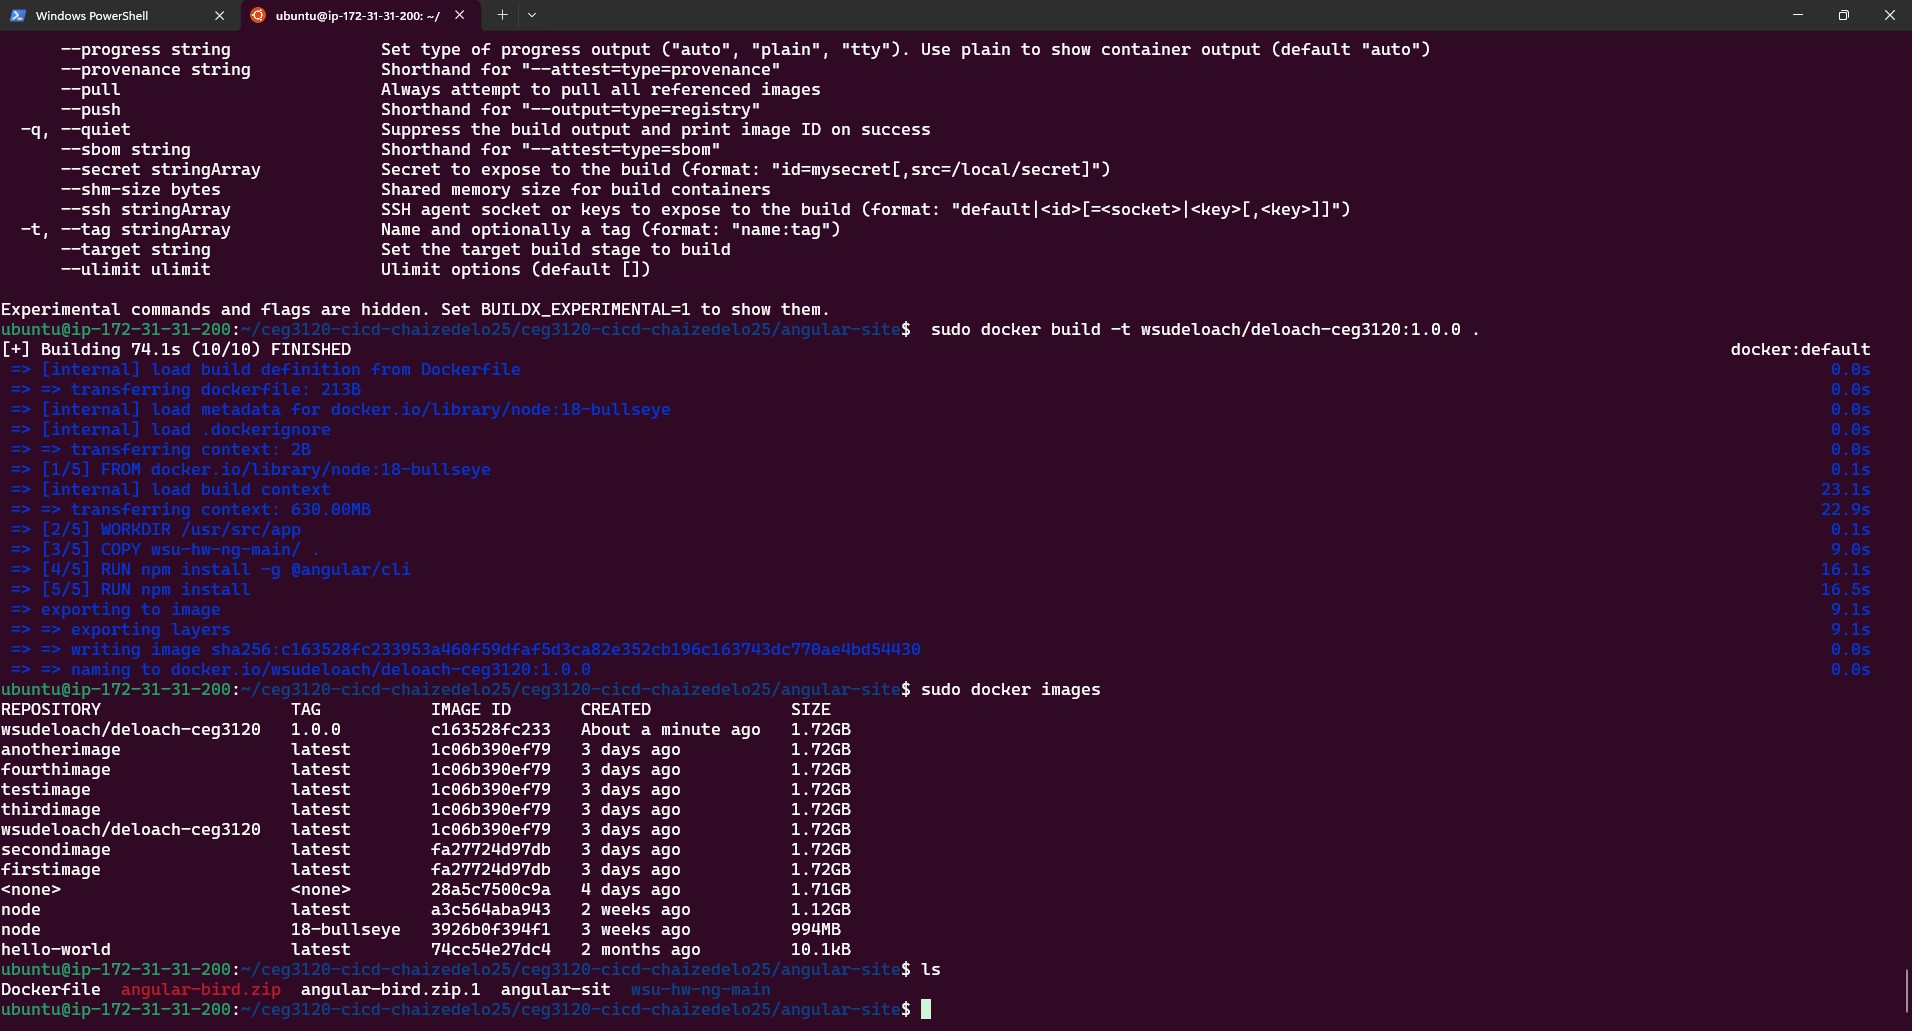 Windows PowerShell
ubuntu@ip-172-31-31-200: ~/
--progress string Set type of progress output ("auto", "plain", "tty"). Use plain to show container output (default "auto")
--provenance string Shorthand for "--attest=type=provenance"
--pull Always attempt to pull all referenced images
--push Shorthand for "--output=type=registry"
-q, --quiet Suppress the build output and print image ID on success
--sbom string Shorthand for "--attest=type=sbom"
--secret stringArray Secret to expose to the build (format: "id=mysecret[,src=/local/secret]")
--shm-size bytes Shared memory size for build containers
--ssh stringArray SSH agent socket or keys to expose to the build (format: "default|<id>[=<socket>|<key>[,<key>]]")
-t, --tag stringArray Name and optionally a tag (format: "name:tag")
--target string Set the target build stage to build
--ulimit ulimit Ulimit options (default [])
Experimental commands and flags are hidden. Set BUILDX_EXPERIMENTAL=1 to show them.
ubuntu@ip-172-31-31-200:~/ceg3120-cicd-chaizedelo25/ceg3120-cicd-chaizedelo25/angular-site$ sudo docker build -t wsudeloach/deloach-ceg3120:1.0.0 .
[+] Building 74.1s (10/10) FINISHED docker:default
=> [internal] load build definition from Dockerfile 0.0s
=> => transferring dockerfile: 213B 0.0s
=> [internal] load metadata for docker.io/library/node:18-bullseye 0.0s
=> [internal] load .dockerignore 0.0s
=> => transferring context: 2B 0.0s
=> [1/5] FROM docker.io/library/node:18-bullseye 0.1s
=> [internal] load build context 23.1s
=> => transferring context: 630.00MB 22.9s
=> [2/5] WORKDIR /usr/src/app 0.1s
=> [3/5] COPY wsu-hw-ng-main/ . 9.0s
=> [4/5] RUN npm install -g @angular/cli 16.1s
=> [5/5] RUN npm install 16.5s
=> exporting to image 9.1s
=> => exporting layers 9.1s
=> => writing image sha256:c163528fc233953a460f59dfaf5d3ca82e352cb196c163743dc770ae4bd54430 0.0s
=> => naming to docker.io/wsudeloach/deloach-ceg3120:1.0.0 0.0s
ubuntu@ip-172-31-31-200:~/ceg3120-cicd-chaizedelo25/ceg3120-cicd-chaizedelo25/angular-site$ sudo docker images
REPOSITORY TAG IMAGE ID CREATED SIZE
wsudeloach/deloach-ceg3120 1.0.0 c163528fc233 About a minute ago 1.72GB
anotherimage latest 1c06b390ef79 3 days ago 1.72GB
fourthimage latest 1c06b390ef79 3 days ago 1.72GB
testimage latest 1c06b390ef79 3 days ago 1.72GB
thirdimage latest 1c06b390ef79 3 days ago 1.72GB
wsudeloach/deloach-ceg3120 latest 1c06b390ef79 3 days ago 1.72GB
secondimage latest fa27724d97db 3 days ago 1.72GB
firstimage latest fa27724d97db 3 days ago 1.72GB
<none> <none> 28a5c7500c9a 4 days ago 1.71GB
node latest a3c564aba943 2 weeks ago 1.12GB
node 18-bullseye 3926b0f394f1 3 weeks ago 994MB
hello-world latest 74cc54e27dc4 2 months ago 10.1kB
ubuntu@ip-172-31-31-200:~/ceg3120-cicd-chaizedelo25/ceg3120-cicd-chaizedelo25/angular-site$ ls
Dockerfile angular-bird.zip angular-bird.zip.1 angular-sit wsu-hw-ng-main
ubuntu@ip-172-31-31-200:~/ceg3120-cicd-chaizedelo25/ceg3120-cicd-chaizedelo25/angular-site$